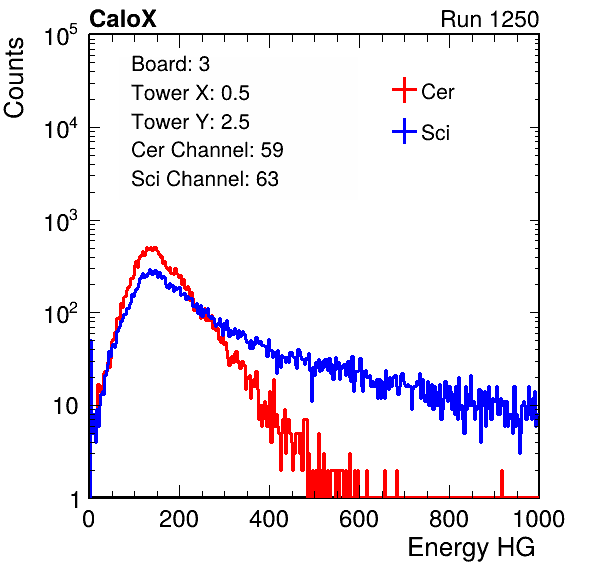 CaloX Run 1250
Counts
10^5
10^4
10^3
10^2
10
1
Board: 3
Tower X: 0.5
Tower Y: 2.5
Cer Channel: 59
Sci Channel: 63
Cer
Sci
0 200 400 600 800 1000
Energy HG